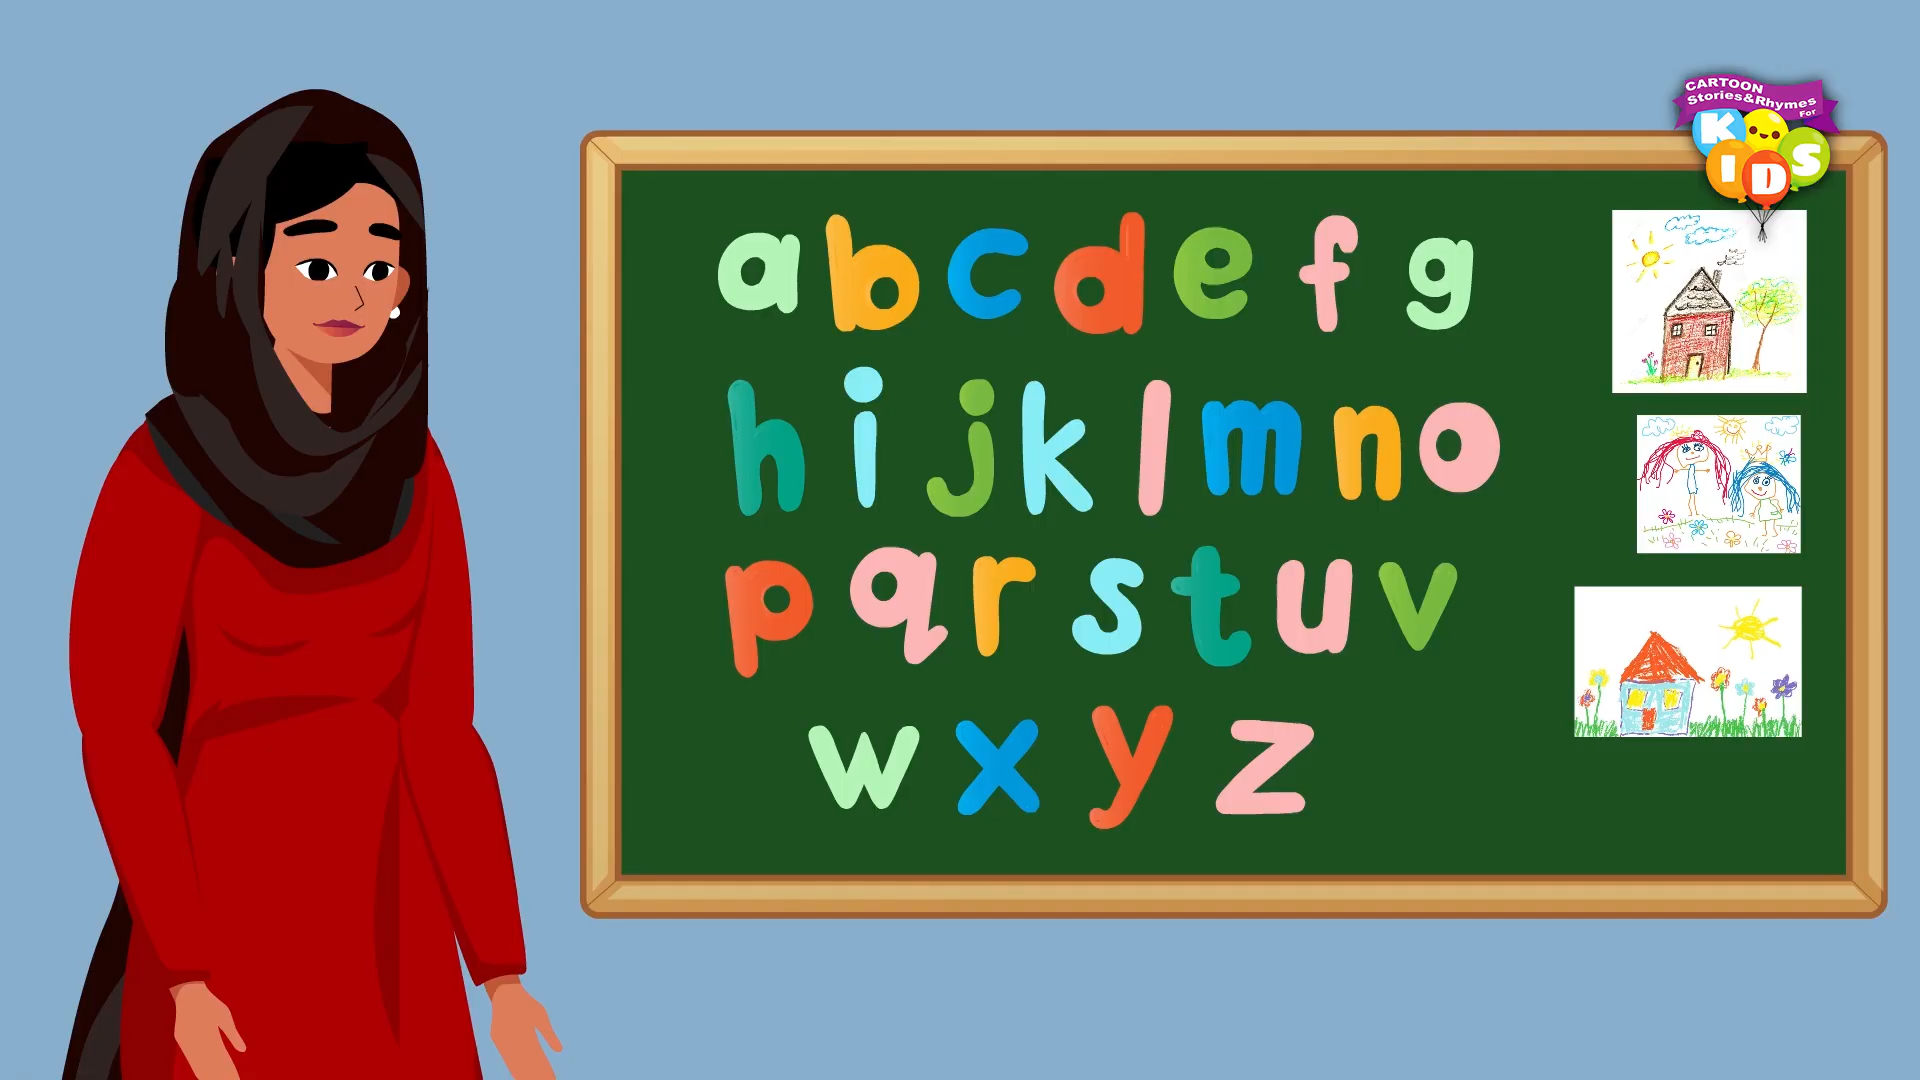 CARTOON
Stories&Rhymes
For
KIDS
a b c d e f g
h i j k l m n o
p q r s t u v
w x y z